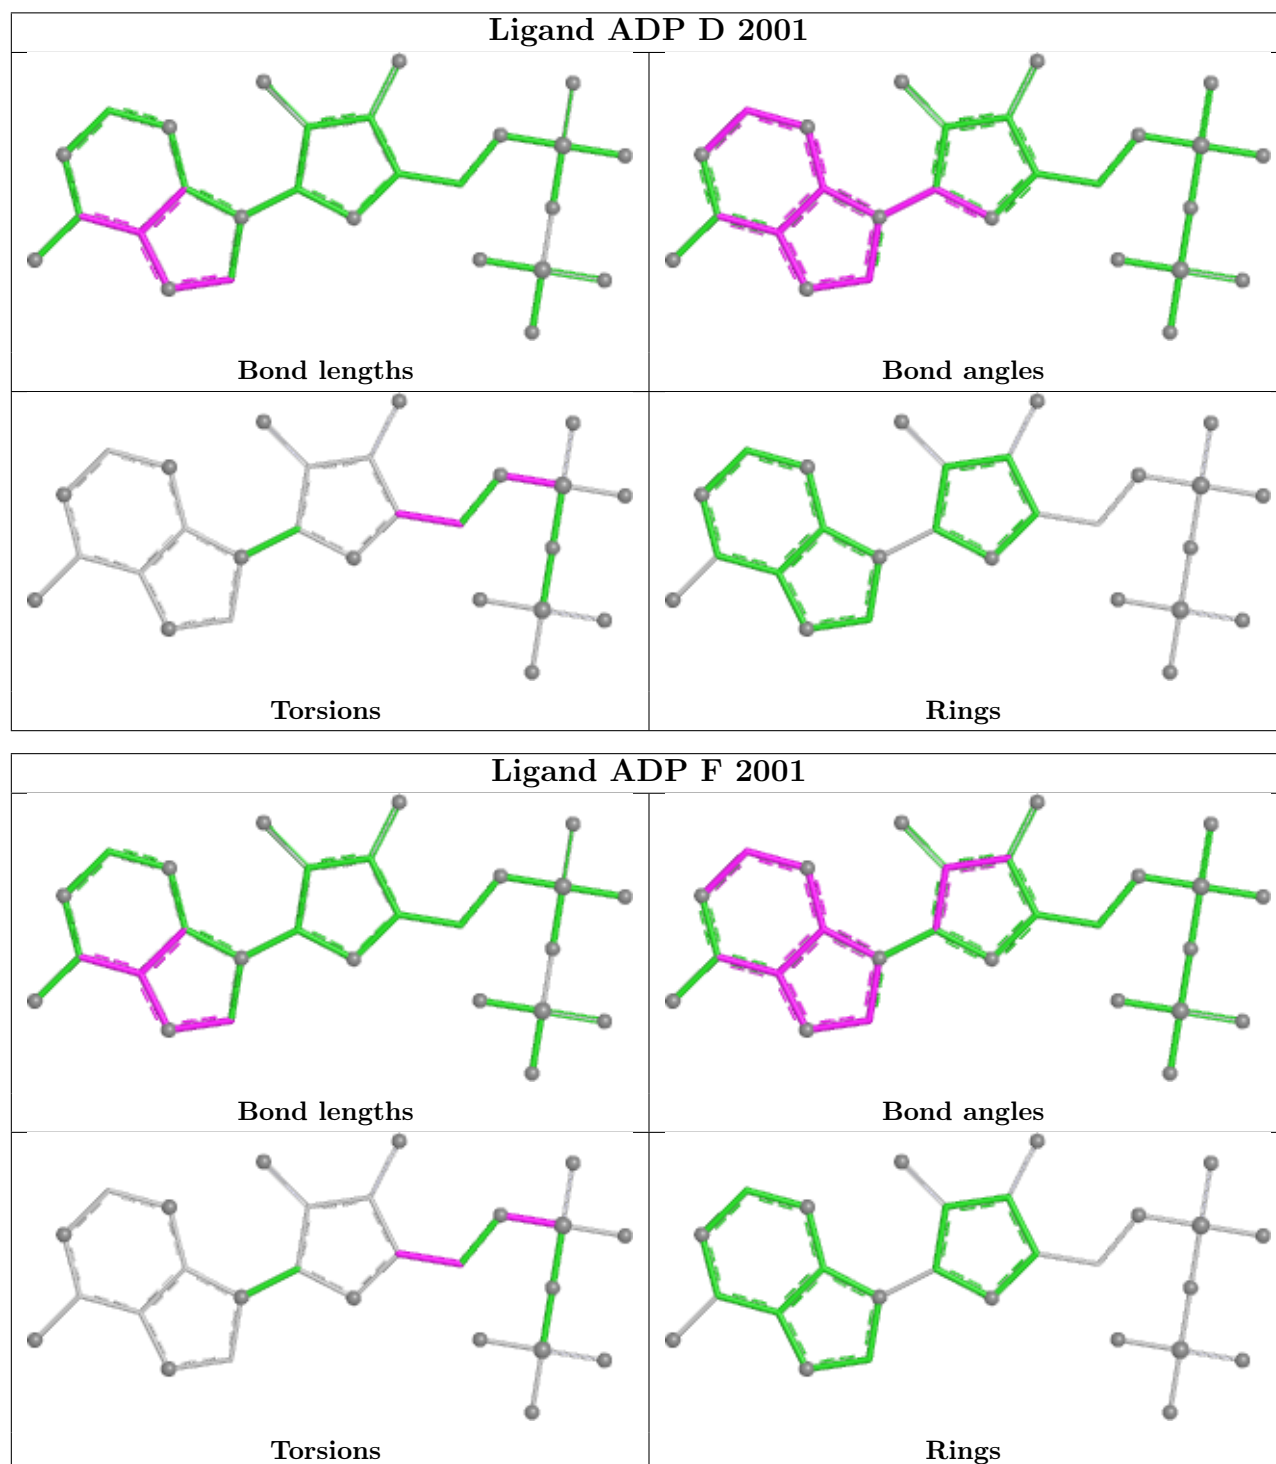 Ligand ADP D 2001
Bond lengths
Bond angles
Torsions
Rings
Ligand ADP F 2001
Bond lengths
Bond angles
Torsions
Rings